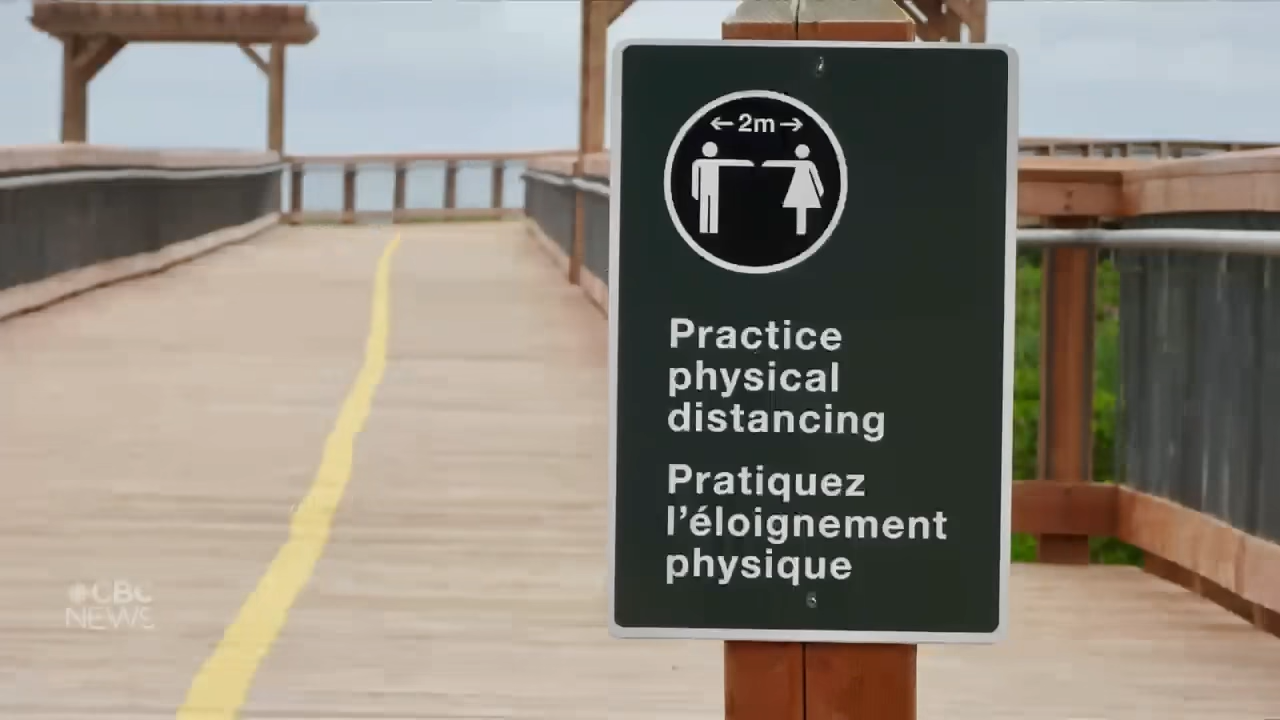 ←2m→
Practice
physical
distancing
Pratiquez
l'éloignement
physique
CBC
NEWS